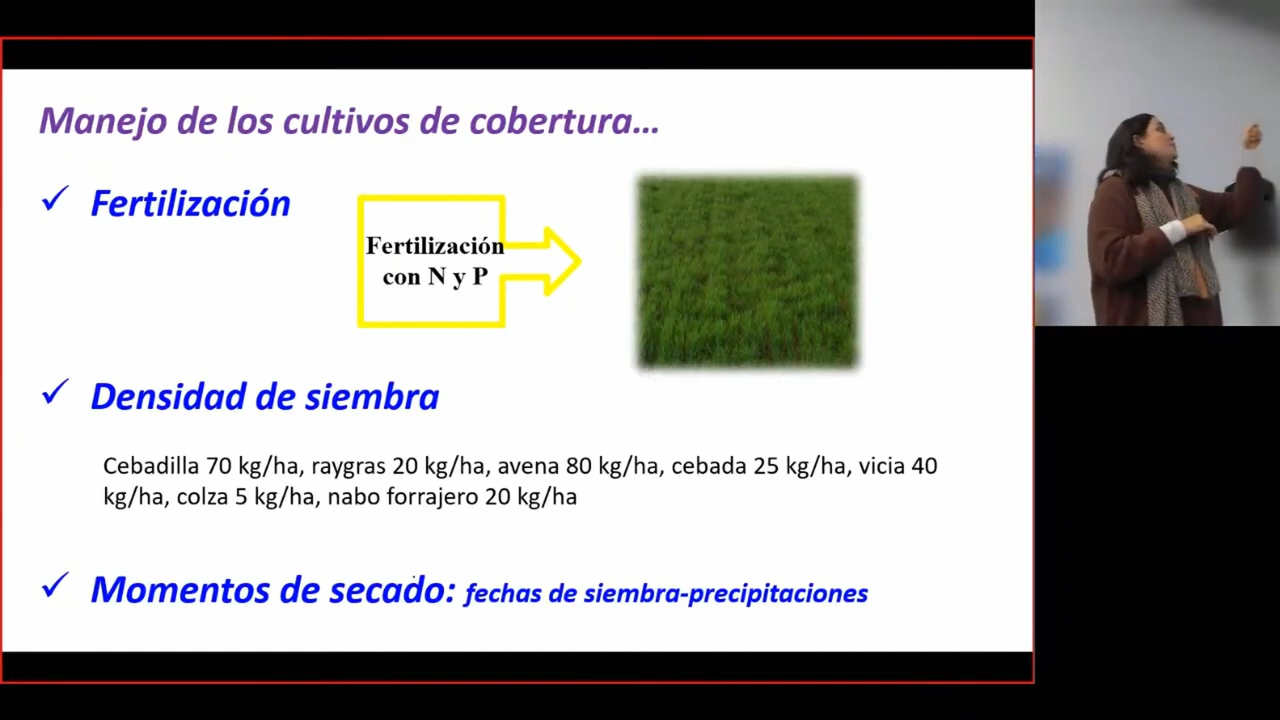 Manejo de los cultivos de cobertura...
✓ Fertilización
Fertilización
con N y P
✓ Densidad de siembra
Cebadilla 70 kg/ha, raygras 20 kg/ha, avena 80 kg/ha, cebada 25 kg/ha, vicia 40
kg/ha, colza 5 kg/ha, nabo forrajero 20 kg/ha
✓ Momentos de secado: fechas de siembra-precipitaciones